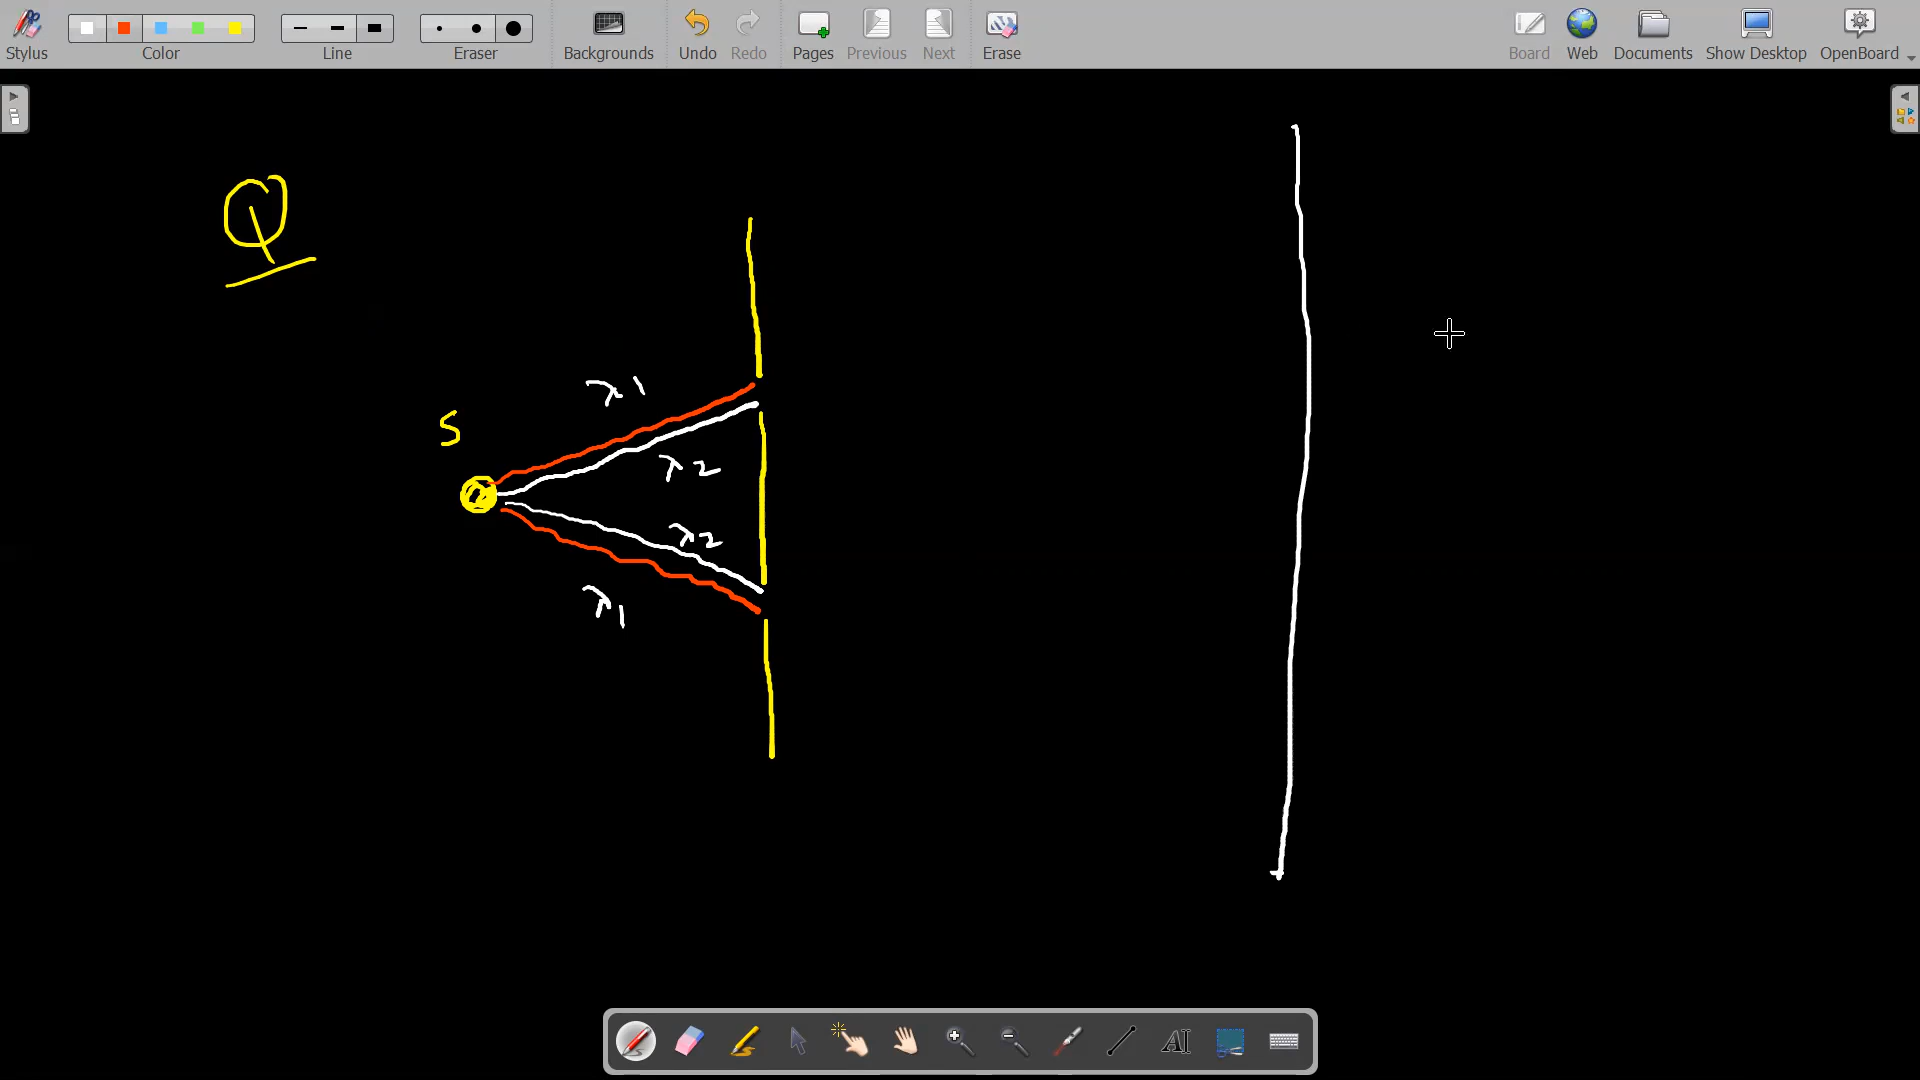 Stylus Color Line Eraser Backgrounds Undo Redo Pages Previous Next Erase Board Web Documents Show Desktop OpenBoard
Q
λ1
S
λ2
λ2
λ1
AI